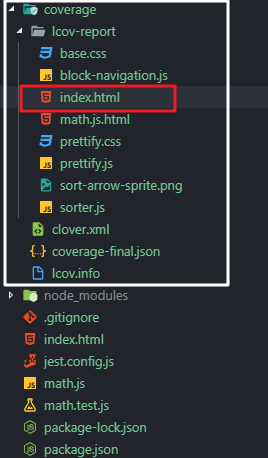 coverage
lcov-report
base.css
block-navigation.js
index.html
math.js.html
prettify.css
prettify.js
sort-arrow-sprite.png
sorter.js
clover.xml
coverage-final.json
lcov.info
node_modules
.gitignore
index.html
jest.config.js
math.js
math.test.js
package-lock.json
package.json